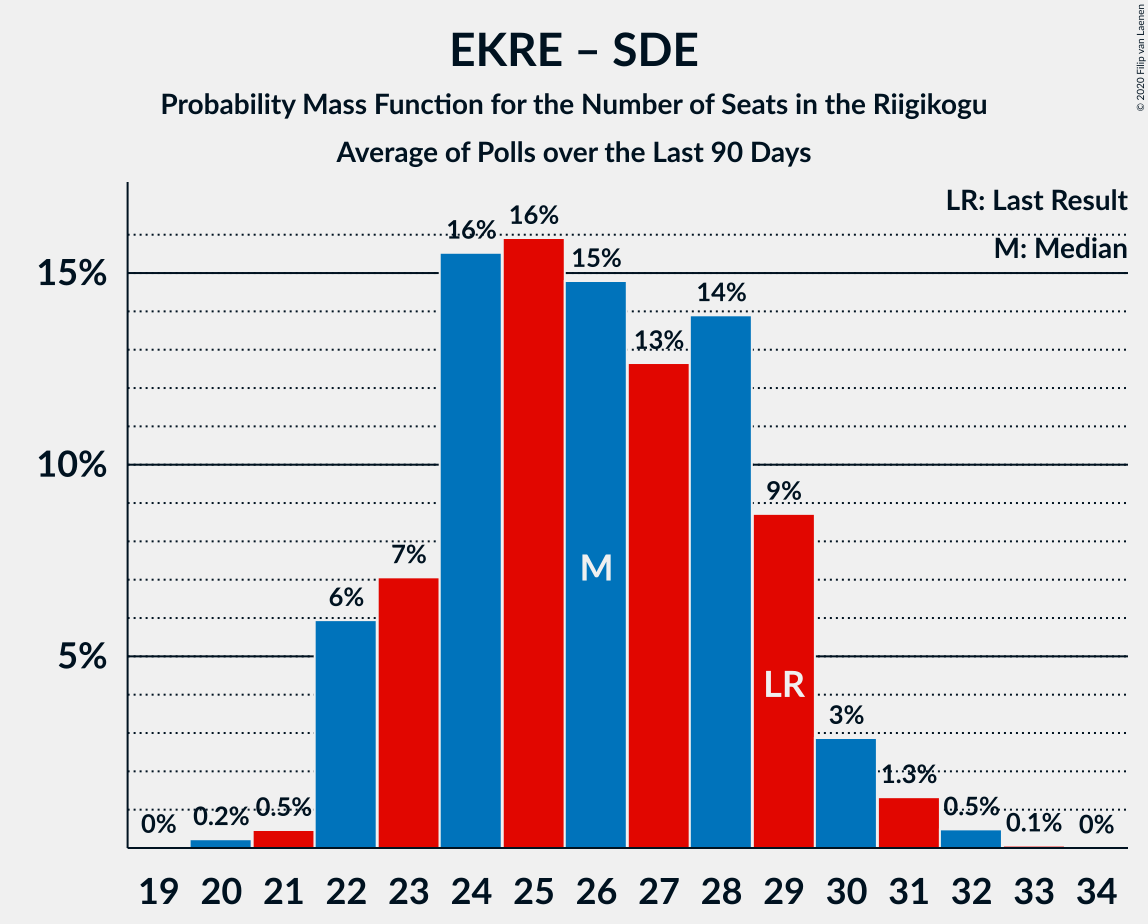 EKRE – SDE
Probability Mass Function for the Number of Seats in the Riigikogu
Average of Polls over the Last 90 Days
© 2020 Filip van Laenen
LR: Last Result
M: Median
15%
10%
5%
0%
0.2%
0.5%
6%
7%
16%
16%
15%
13%
14%
9%
3%
1.3%
0.5%
0.1%
0%
M
LR
19 20 21 22 23 24 25 26 27 28 29 30 31 32 33 34